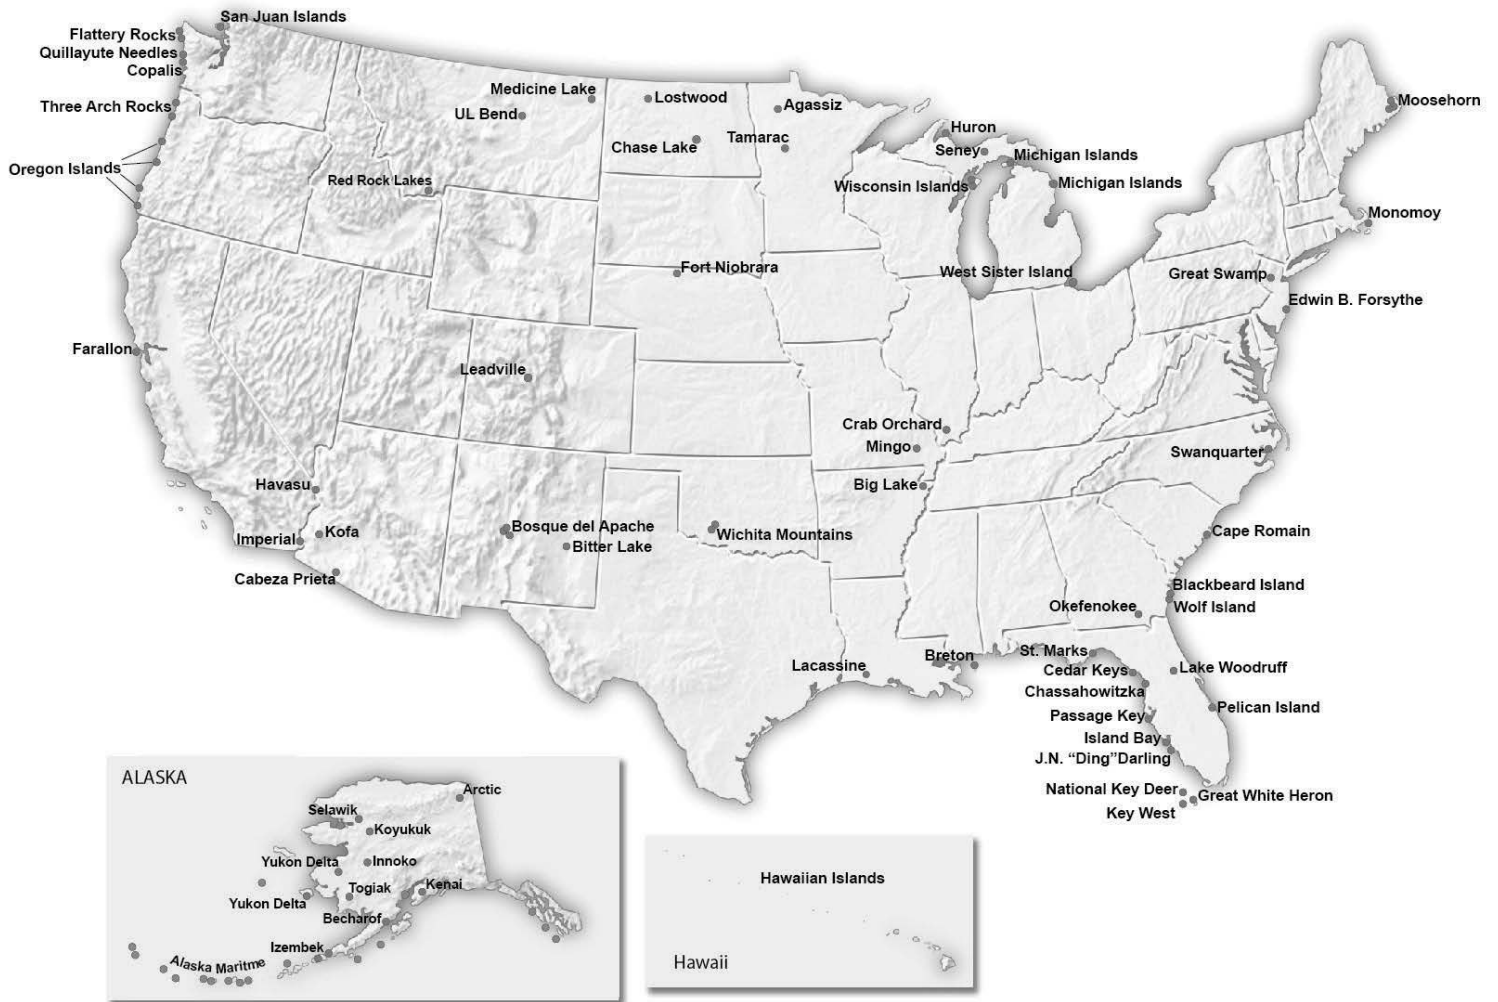 San Juan Islands
Flattery Rocks
Quillayute Needles
Copalis
Three Arch Rocks
Oregon Islands
Medicine Lake
UL Bend
Red Rock Lakes
Lostwood
Chase Lake
Agassiz
Tamarac
Huron
Seney
Michigan Islands
Wisconsin Islands
Michigan Islands
Moosehorn
Monomoy
Fort Niobrara
West Sister Island
Great Swamp
Edwin B. Forsythe
Farallon
Leadville
Crab Orchard
Mingo
Big Lake
Swanquarter
Havasu
Imperial
Kofa
Cabeza Prieta
Bosque del Apache
Bitter Lake
Wichita Mountains
Cape Romain
Blackbeard Island
Wolf Island
Okefenokee
Lacassine
Breton
St. Marks
Cedar Keys
Chassahowitzka
Lake Woodruff
Passage Key
Pelican Island
Island Bay
J.N. “Ding”Darling
National Key Deer
Great White Heron
Key West
ALASKA
Arctic
Selawik
Koyukuk
Yukon Delta
Innoko
Yukon Delta
Togiak
Kenai
Becharof
Izembek
Alaska Maritme
Hawaiian Islands
Hawaii